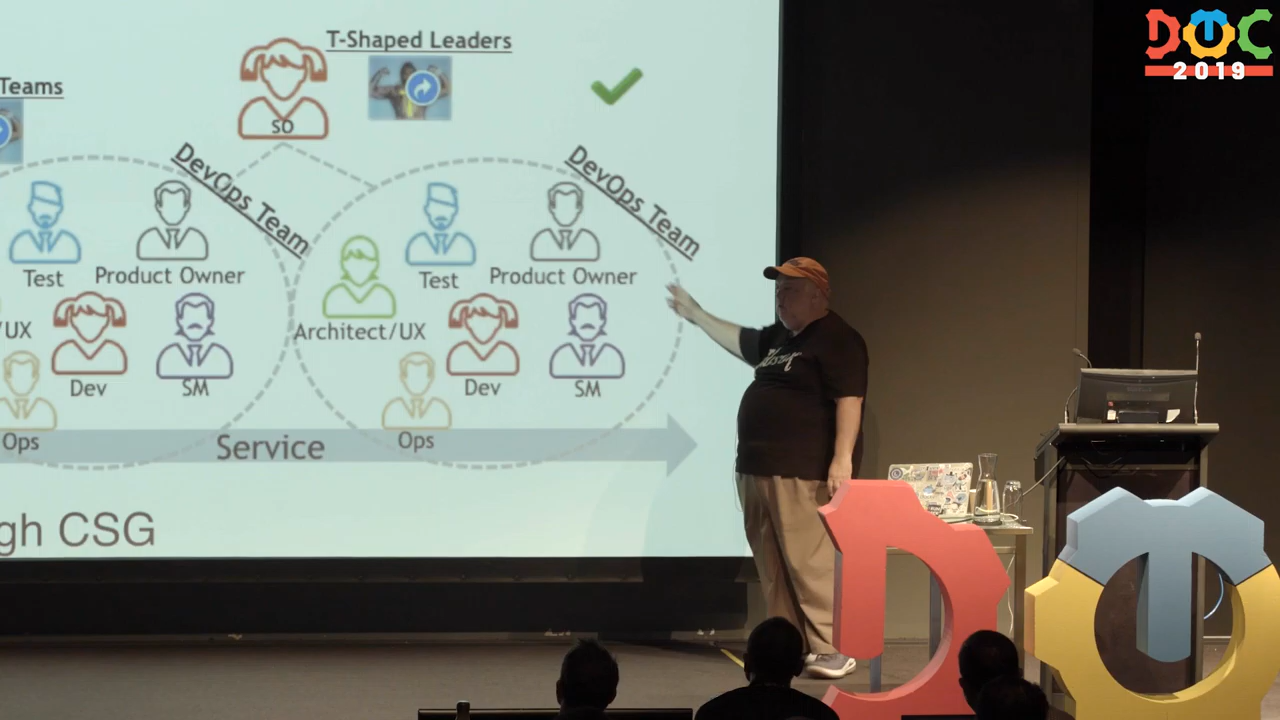 DOTC
2019
T-Shaped Leaders
Teams
SO
DevOps Team
DevOps Team
Test
Product Owner
Test
Product Owner
/UX
Architect/UX
Dev
SM
Dev
SM
Ops
Service
Ops
gh CSG